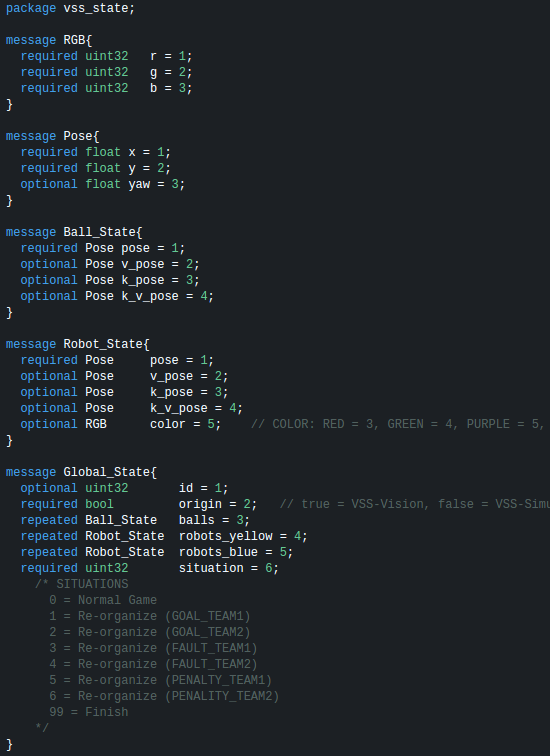 package vss_state;
message RGB{
required uint32 r = 1;
required uint32 g = 2;
required uint32 b = 3;
}
message Pose{
required float x = 1;
required float y = 2;
optional float yaw = 3;
}
message Ball_State{
required Pose pose = 1;
optional Pose v_pose = 2;
optional Pose k_pose = 3;
optional Pose k_v_pose = 4;
}
message Robot_State{
required Pose pose = 1;
optional Pose v_pose = 2;
optional Pose k_pose = 3;
optional Pose k_v_pose = 4;
optional RGB color = 5; // COLOR: RED = 3, GREEN = 4, PURPLE = 5,
}
message Global_State{
optional uint32 id = 1;
required bool origin = 2; // true = VSS-Vision, false = VSS-Simu
repeated Ball_State balls = 3;
repeated Robot_State robots_yellow = 4;
repeated Robot_State robots_blue = 5;
required uint32 situation = 6;
/* SITUATIONS
0 = Normal Game
1 = Re-organize (GOAL_TEAM1)
2 = Re-organize (GOAL_TEAM2)
3 = Re-organize (FAULT_TEAM1)
4 = Re-organize (FAULT_TEAM2)
5 = Re-organize (PENALTY_TEAM1)
6 = Re-organize (PENALITY_TEAM2)
99 = Finish
*/
}